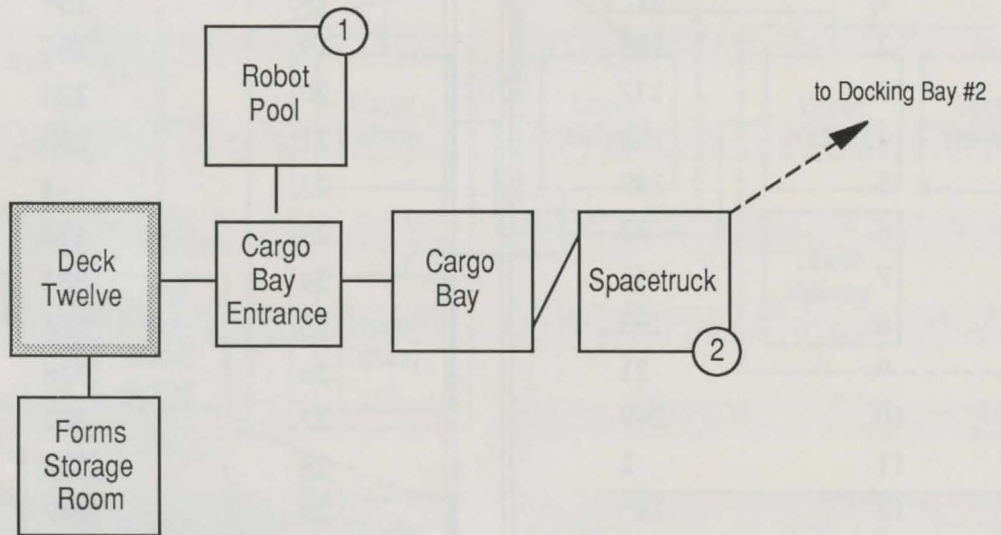 1
Robot
Pool
to Docking Bay #2
Deck
Twelve
Cargo
Bay
Entrance
Cargo
Bay
Spacetruck
2
Forms
Storage
Room